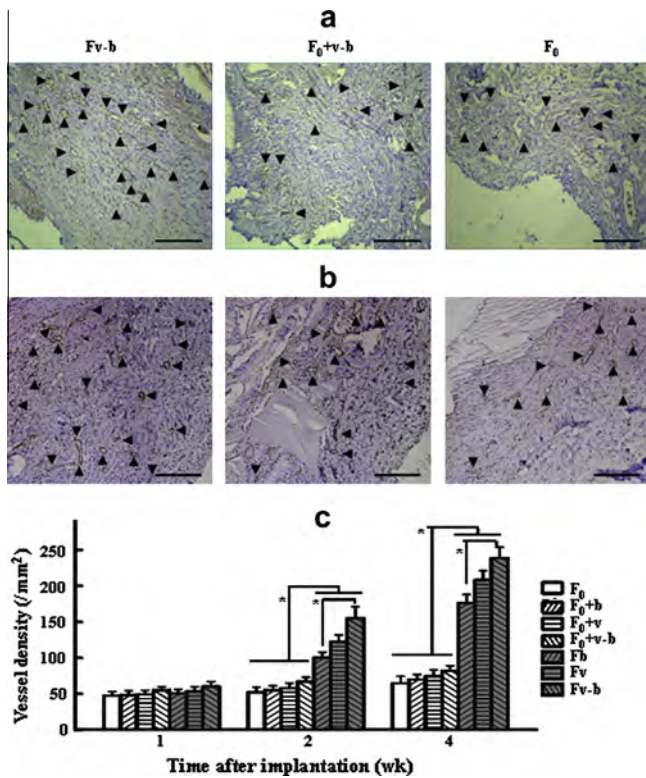 a
Fv-b F₀+v-b F₀
b
c
Vessel density (/mm²)
250
200
150
100
50
0
*
*
*
*
1 2 4
Time after implantation (wk)
F₀
F₀+b
F₀+v
F₀+v-b
Fb
Fv
Fv-b